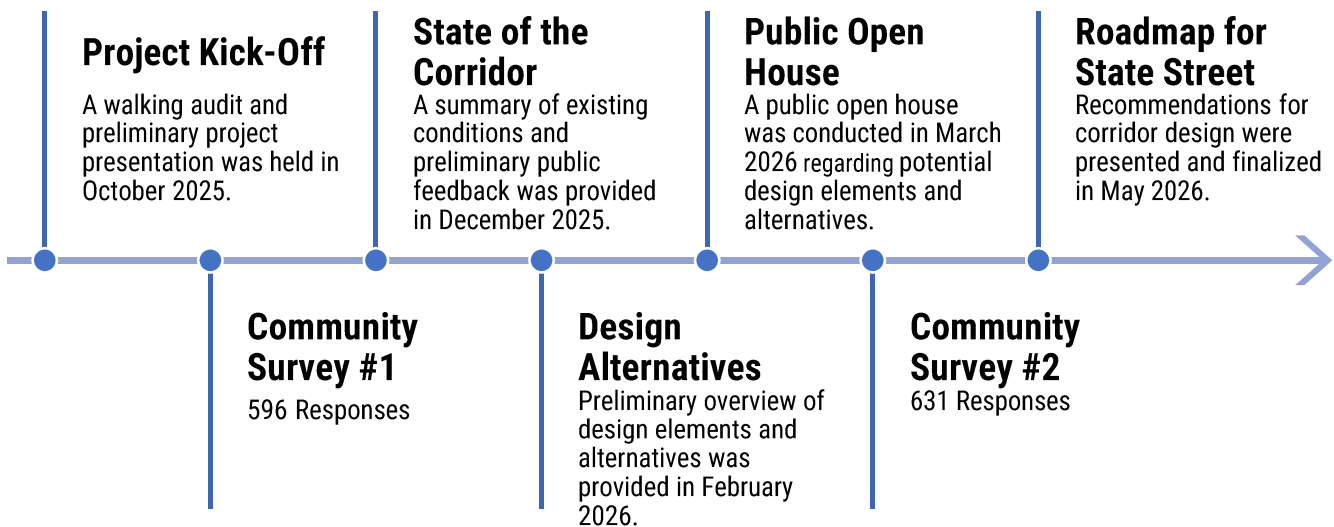 Project Kick-Off
A walking audit and
preliminary project
presentation was held in
October 2025.
Community
Survey #1
596 Responses
State of the
Corridor
A summary of existing
conditions and
preliminary public
feedback was provided
in December 2025.
Design
Alternatives
Preliminary overview of
design elements and
alternatives was
provided in February
2026.
Public Open
House
A public open house
was conducted in March
2026 regarding potential
design elements and
alternatives.
Community
Survey #2
631 Responses
Roadmap for
State Street
Recommendations for
corridor design were
presented and finalized
in May 2026.